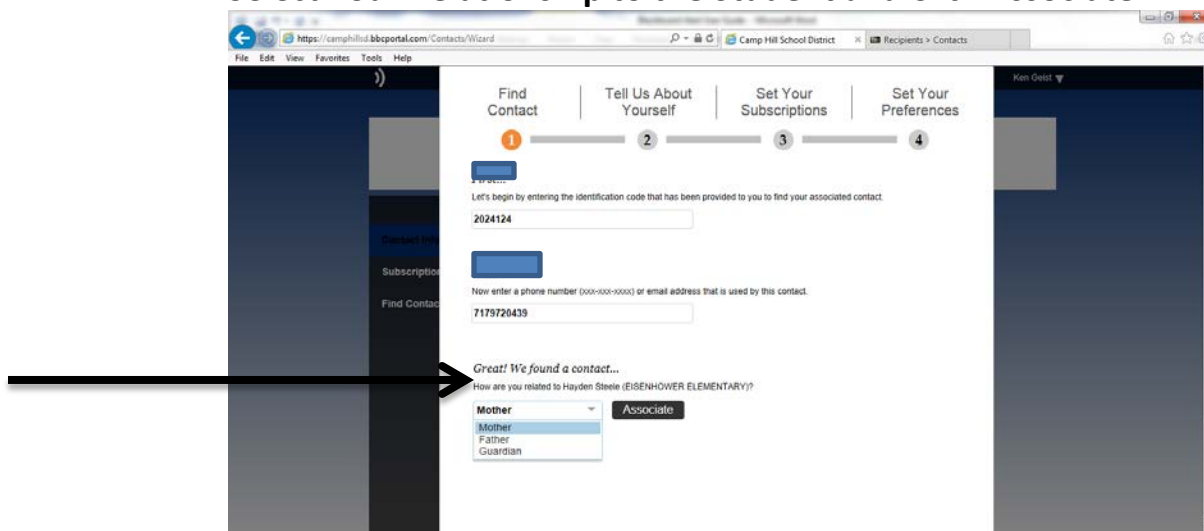 https://camphillsd.bbcportal.com/Contacts/Wizard
Camp Hill School District
Recipients > Contacts
File Edit View Favorites Tools Help
Ken Geist
Find Contact
Tell Us About Yourself
Set Your Subscriptions
Set Your Preferences
1
2
3
4
Let's begin by entering the identification code that has been provided to you to find your associated contact.
2024124
Contact Info
Subscription
Find Contac
Now enter a phone number (xxx-xxx-xxxx) or email address that is used by this contact.
7179720439
Great! We found a contact...
How are you related to Hayden Steele (EISENHOWER ELEMENTARY)?
Mother
Associate
Mother
Father
Guardian